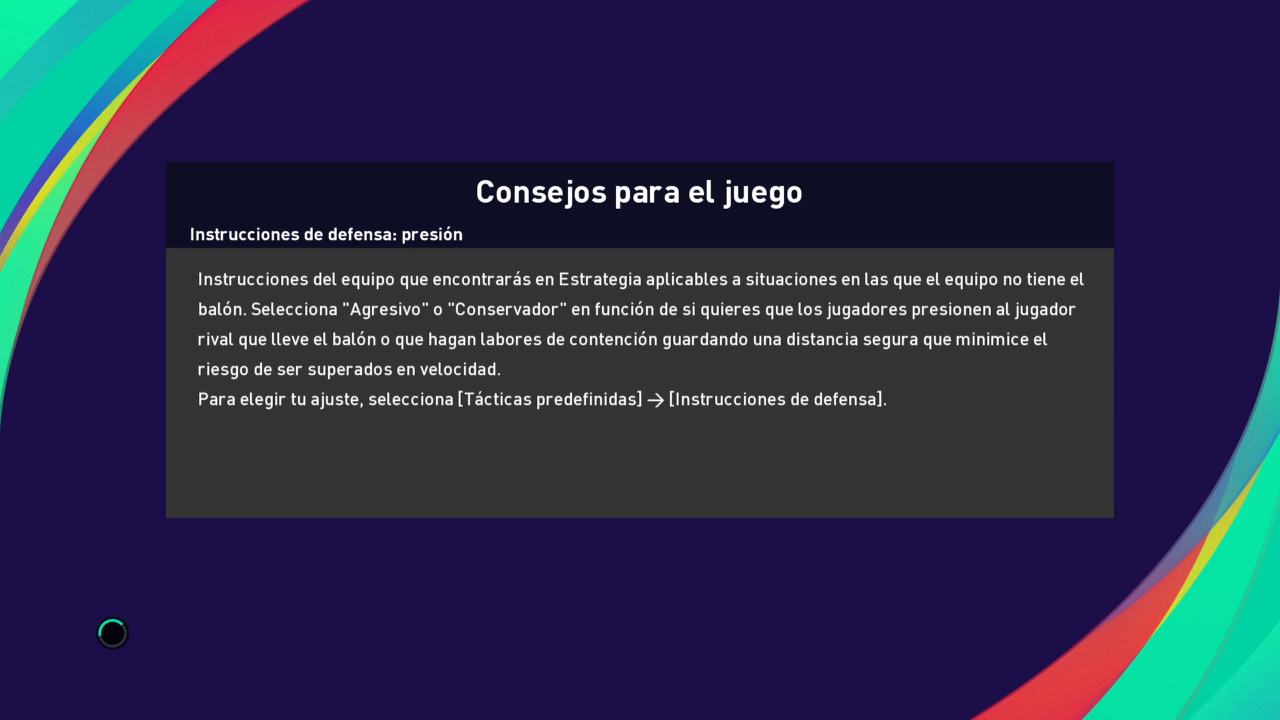 Consejos para el juego
Instrucciones de defensa: presión
Instrucciones del equipo que encontrarás en Estrategia aplicables a situaciones en las que el equipo no tiene el
balón. Selecciona "Agresivo" o "Conservador" en función de si quieres que los jugadores presionen al jugador
rival que lleve el balón o que hagan labores de contención guardando una distancia segura que minimice el
riesgo de ser superados en velocidad.
Para elegir tu ajuste, selecciona [Tácticas predefinidas] → [Instrucciones de defensa].